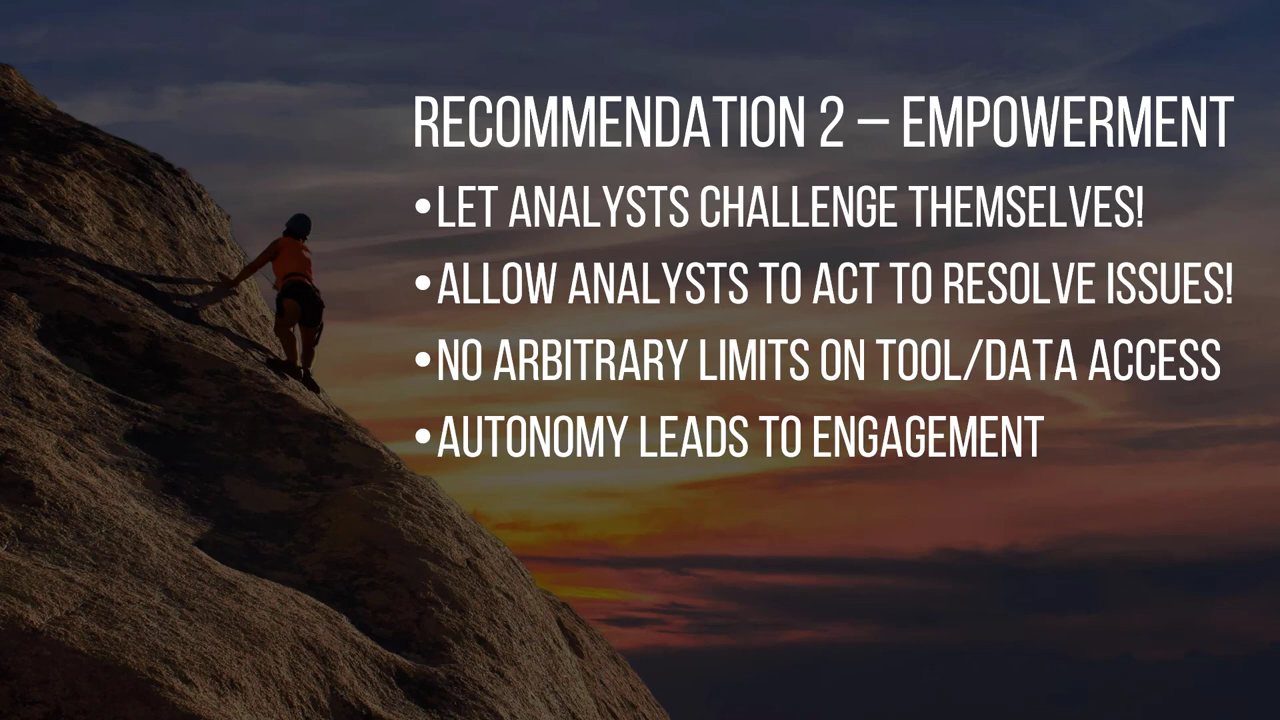 RECOMMENDATION 2 – EMPOWERMENT
•LET ANALYSTS CHALLENGE THEMSELVES!
•ALLOW ANALYSTS TO ACT TO RESOLVE ISSUES!
•NO ARBITRARY LIMITS ON TOOL/DATA ACCESS
•AUTONOMY LEADS TO ENGAGEMENT